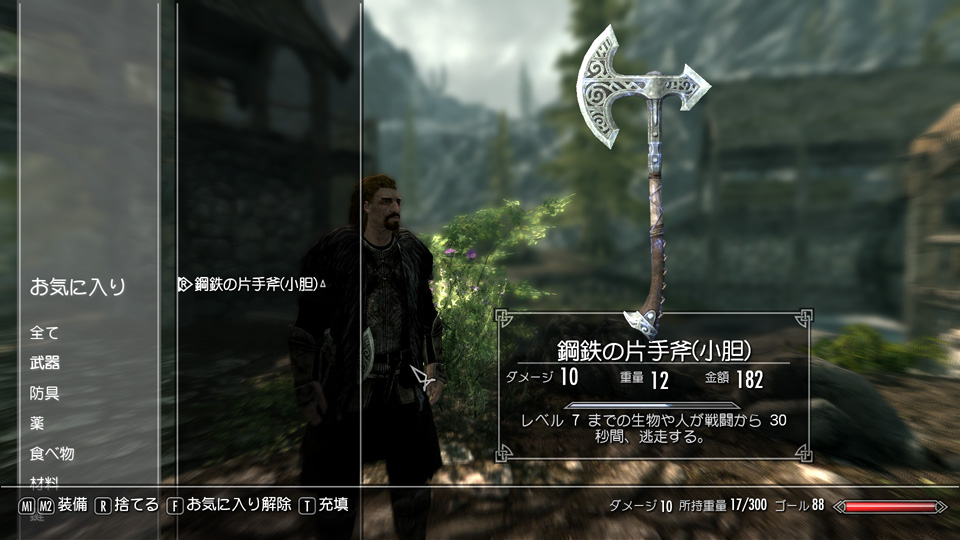 お気に入り
全て
武器
防具
薬
食べ物
材料
鍵
鋼鉄の片手斧(小胆)
鋼鉄の片手斧(小胆)
ダメージ 10 重量 12 金額 182
レベル 7 までの生物や人が戦闘から 30
秒間、逃走する。
M1 M2 装備 R 捨てる F お気に入り解除 T 充填
ダメージ 10 所持重量 17/300 ゴールド 88